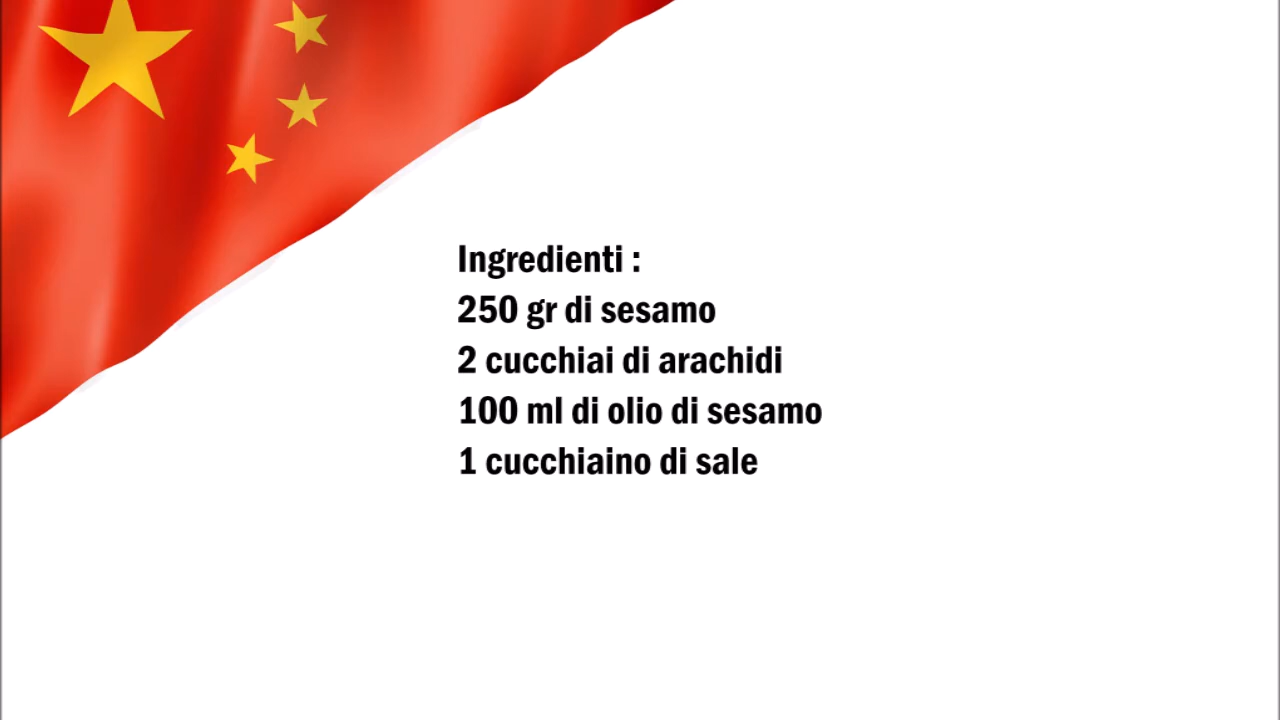 Ingredienti :
250 gr di sesamo
2 cucchiai di arachidi
100 ml di olio di sesamo
1 cucchiaino di sale